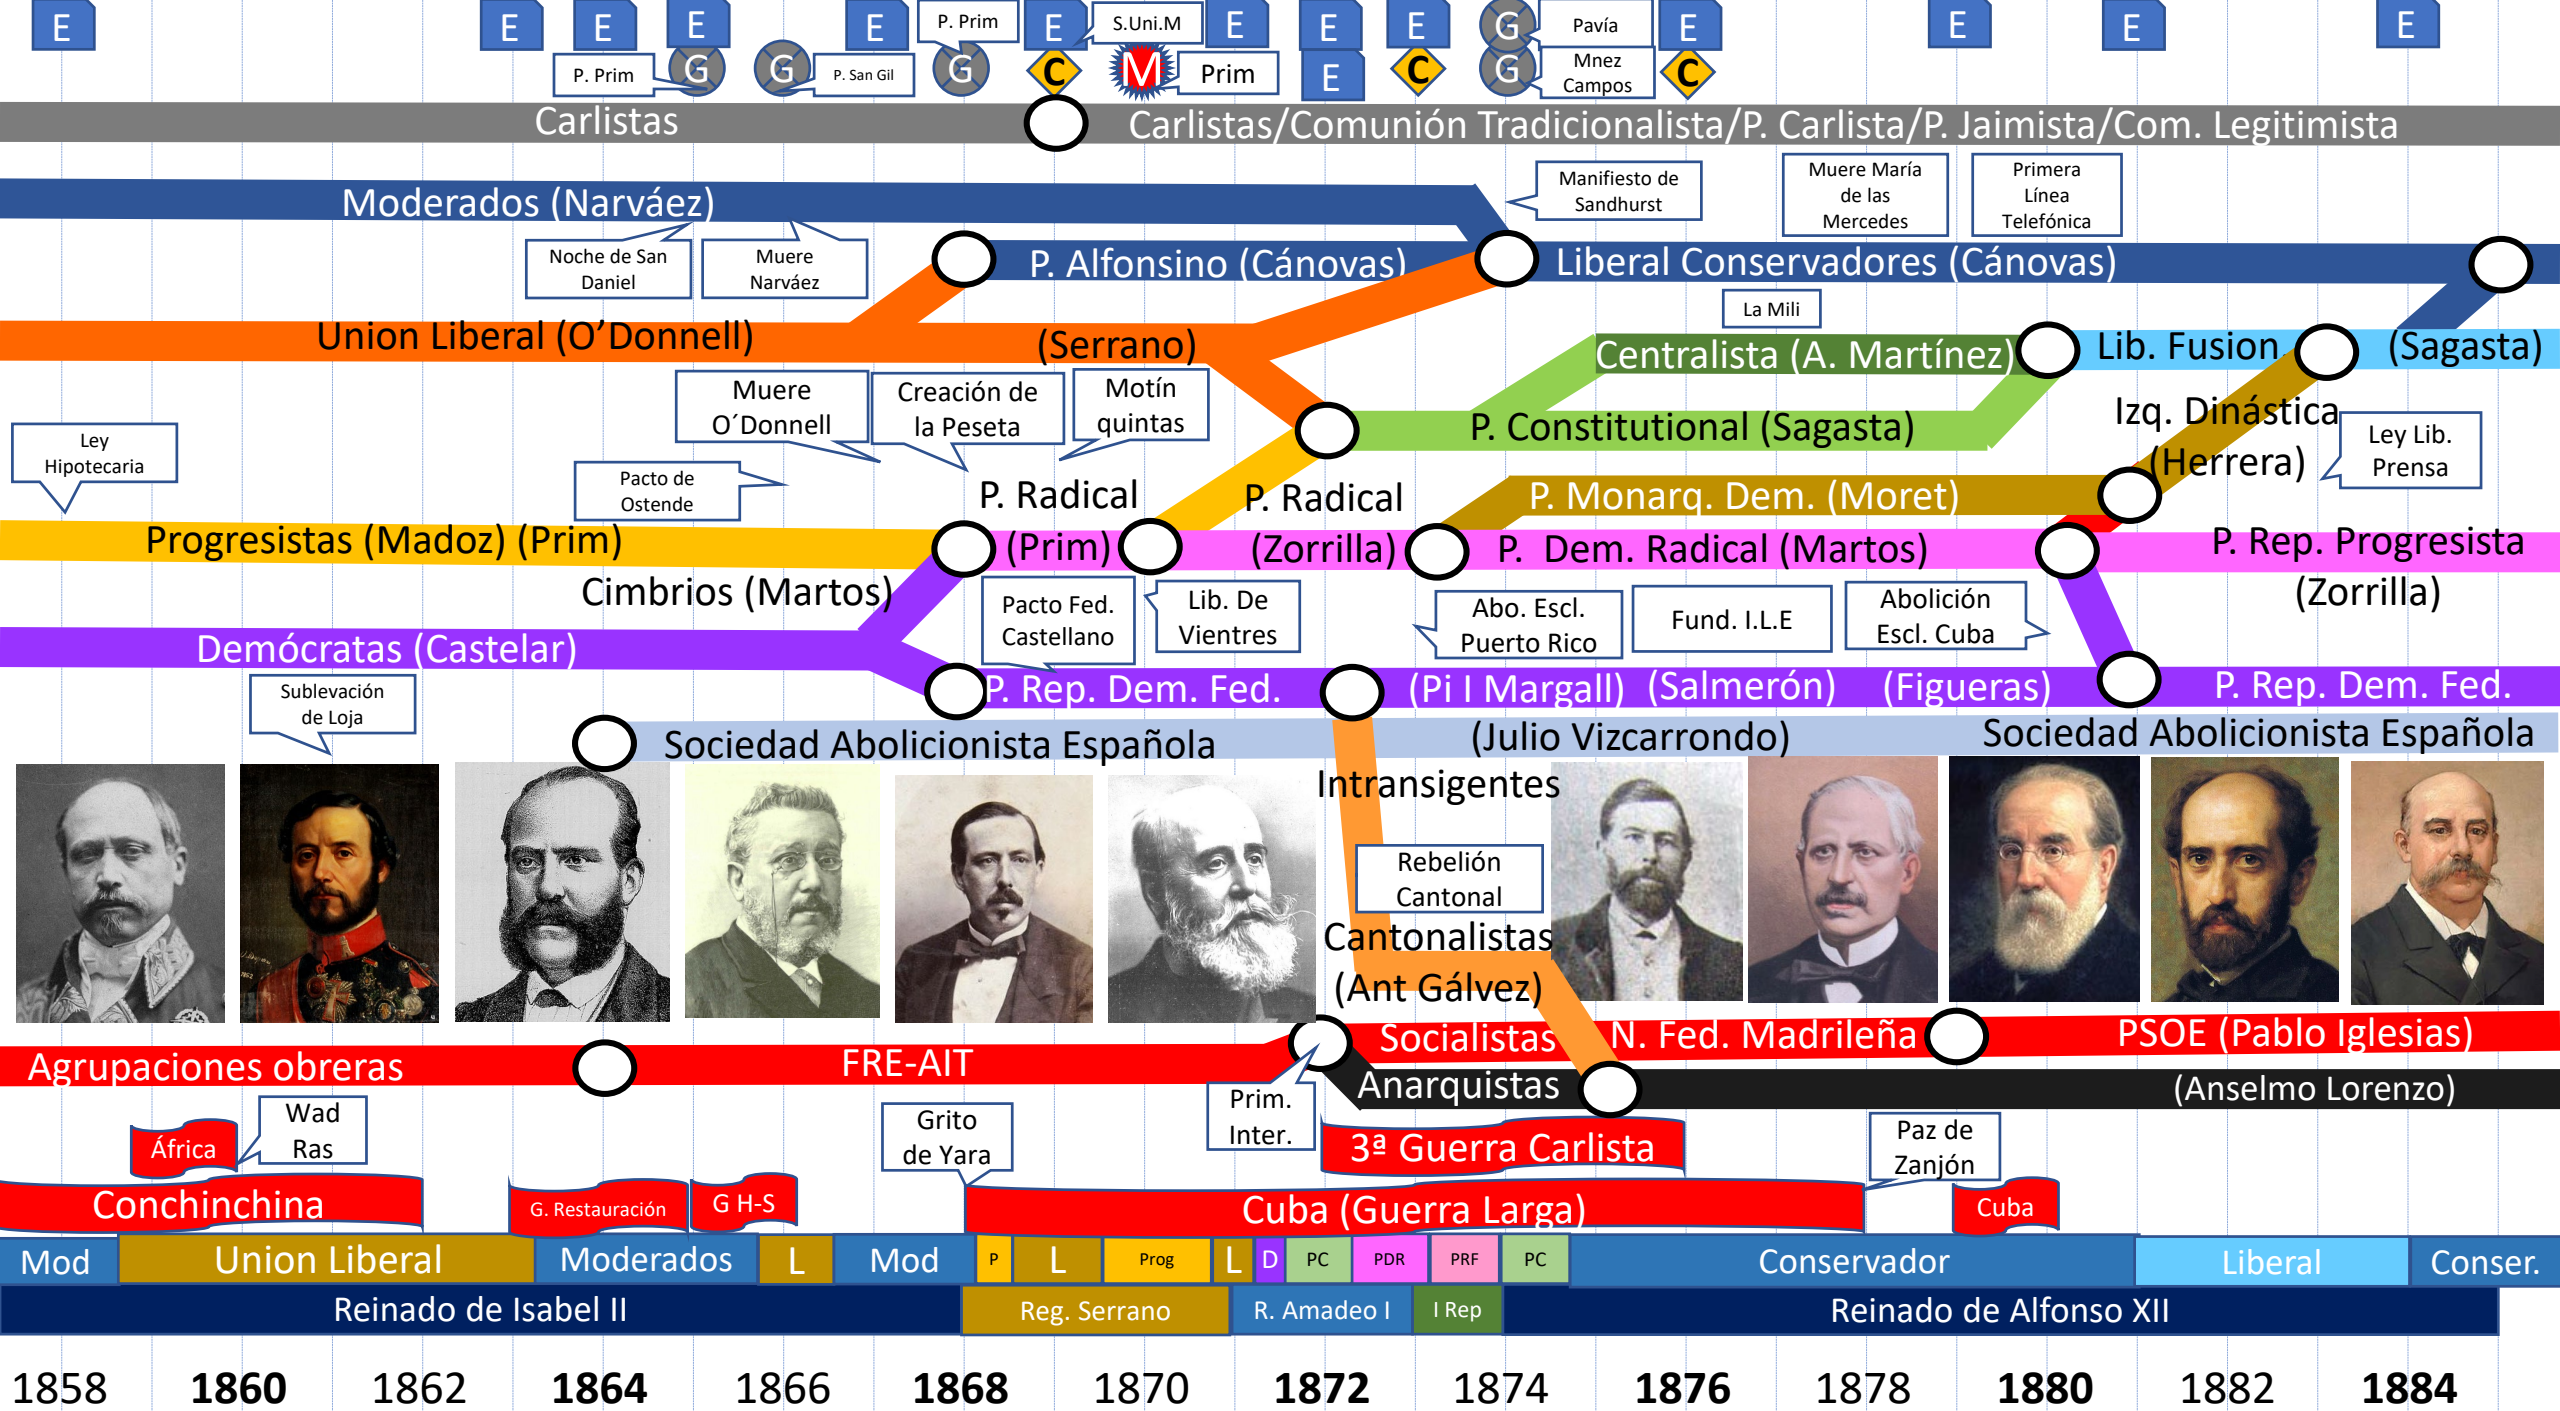 E
E
E
E
E
P. Prim
E
S.Uni.M
E
E
E
G
Pavía
E
E
E
E
P. Prim
G
G
P. San Gil
G
C
M
Prim
E
C
G
Mnez
Campos
C
Carlistas
Carlistas/Comunión Tradicionalista/P. Carlista/P. Jaimista/Com. Legitimista
Manifiesto de
Sandhurst
Muere María
de las
Mercedes
Primera
Línea
Telefónica
Moderados (Narváez)
Noche de San
Daniel
Muere
Narváez
P. Alfonsino (Cánovas)
Liberal Conservadores (Cánovas)
La Mili
Union Liberal (O’Donnell)
(Serrano)
Centralista (A. Martínez)
Lib. Fusion.
(Sagasta)
Muere
O´Donnell
Creación de
la Peseta
Motín
quintas
P. Constitutional (Sagasta)
Izq. Dinástica
(Herrera)
Ley Lib.
Prensa
Ley
Hipotecaria
Pacto de
Ostende
P. Radical
(Prim)
P. Radical
(Zorrilla)
P. Monarq. Dem. (Moret)
Progresistas (Madoz) (Prim)
P.  Dem. Radical (Martos)
P. Rep. Progresista
(Zorrilla)
Cimbrios (Martos)
Pacto Fed.
Castellano
Lib. De
Vientres
Abo. Escl.
Puerto Rico
Fund. I.L.E
Abolición
Escl. Cuba
Demócratas (Castelar)
P. Rep. Dem. Fed.
(Pi I Margall)
(Salmerón)
(Figueras)
P. Rep. Dem. Fed.
Sublevación
de Loja
Sociedad Abolicionista Española
(Julio Vizcarrondo)
Sociedad Abolicionista Española
Intransigentes
Rebelión
Cantonal
Cantonalistas
(Ant Gálvez)
Agrupaciones obreras
FRE-AIT
Socialistas
N. Fed. Madrileña
PSOE (Pablo Iglesias)
Anarquistas
(Anselmo Lorenzo)
Prim.
Inter.
África
Wad
Ras
Grito
de Yara
3ª Guerra Carlista
Paz de
Zanjón
Conchinchina
G. Restauración
G H-S
Cuba (Guerra Larga)
Cuba
Mod
Union Liberal
Moderados
L
Mod
P
L
Prog
L
D
PC
PDR
PRF
PC
Conservador
Liberal
Conser.
Reinado de Isabel II
Reg. Serrano
R. Amadeo I
I Rep
Reinado de Alfonso XII
1858
1860
1862
1864
1866
1868
1870
1872
1874
1876
1878
1880
1882
1884